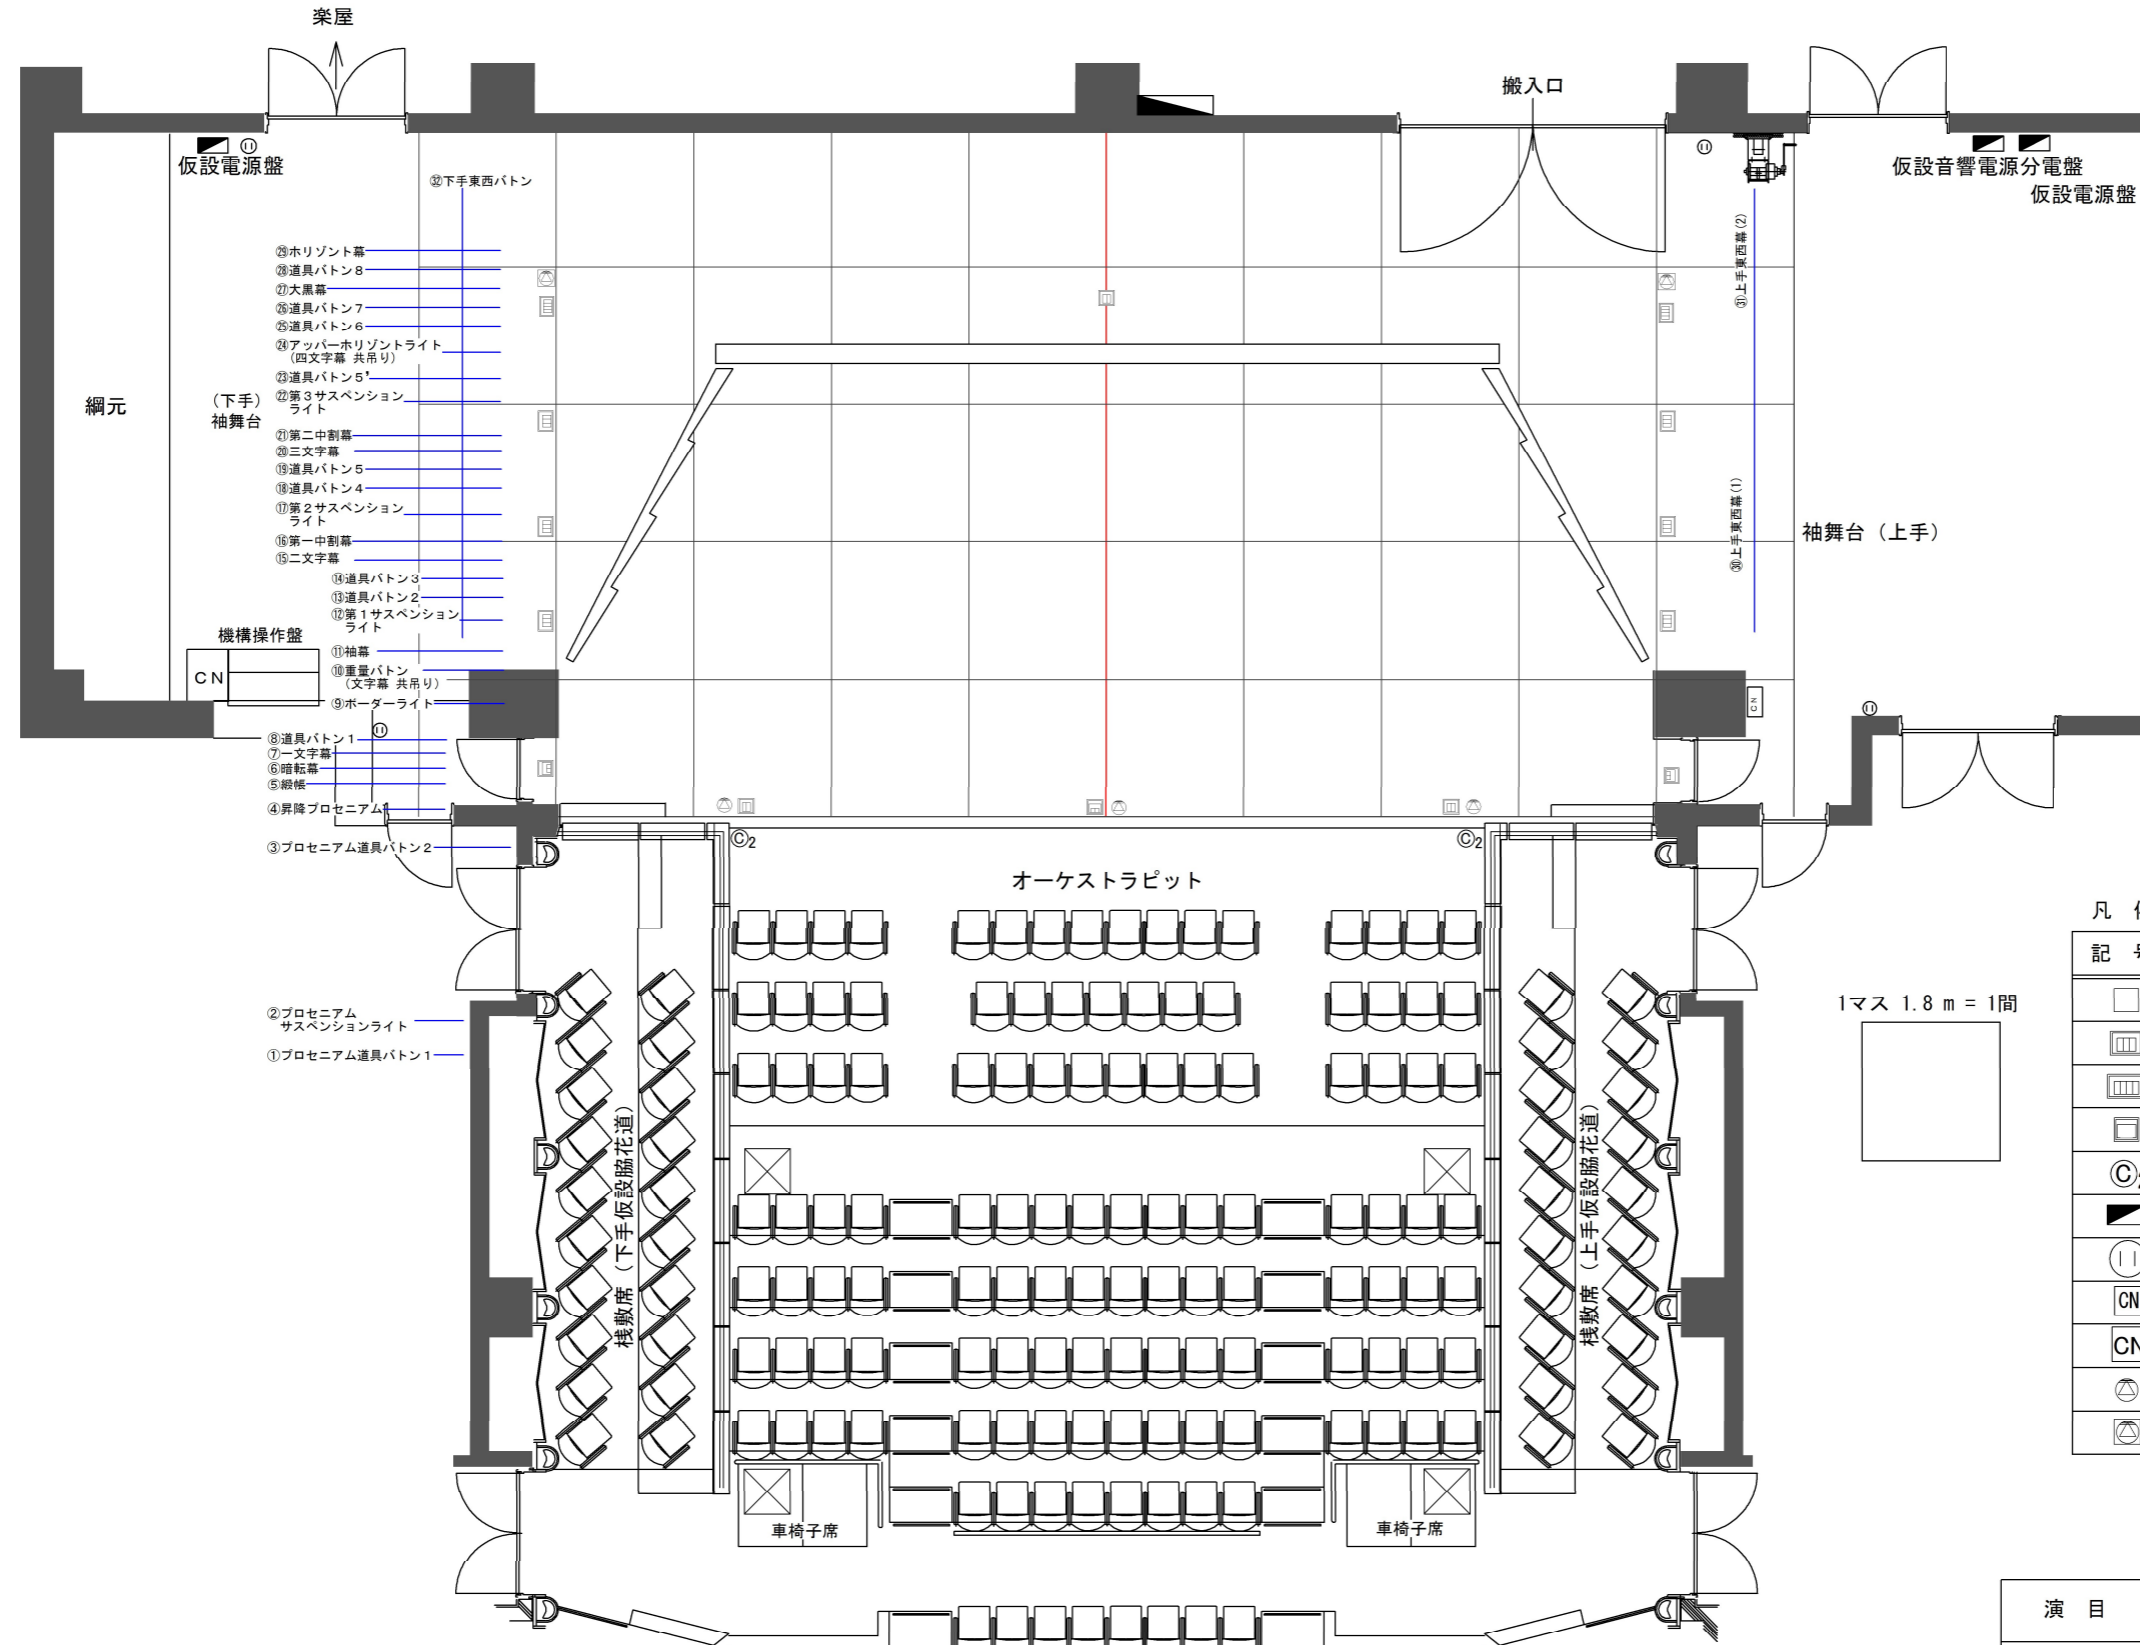 楽屋
搬入口
仮設電源盤
仮設音響電源分電盤
仮設電源盤
㉜下手東西バトン
㉙ホリゾント幕
㉘道具バトン8
㉗大黒幕
㉖道具バトン7
㉕道具バトン6
㉔アッパーホリゾントライト
(四文字幕 共吊り)
㉓道具バトン5'
㉒第3サスペンション
ライト
㉑第二中割幕
⑳三文字幕
⑲道具バトン5
⑱道具バトン4
⑰第2サスペンション
ライト
⑯第一中割幕
⑮二文字幕
⑭道具バトン3
⑬道具バトン2
⑫第1サスペンション
ライト
⑪袖幕
⑩重量バトン
(文字幕 共吊り)
⑨ボーダーライト
⑧道具バトン1
⑦一文字幕
⑥暗転幕
⑤緞帳
④昇降プロセニアム
③プロセニアム道具バトン2
②プロセニアム
サスペンションライト
①プロセニアム道具バトン1
綱元
(下手)
袖舞台
機構操作盤
CN
㉛上手東西幕(2)
㉚上手東西幕(1)
袖舞台(上手)
CN
Ⓒ2
Ⓒ2
オーケストラピット
桟敷席(下手仮設脇花道)
桟敷席(上手仮設脇花道)
車椅子席
車椅子席
1マス 1.8m = 1間
凡
記
Ⓒ
CN
CN
演 目